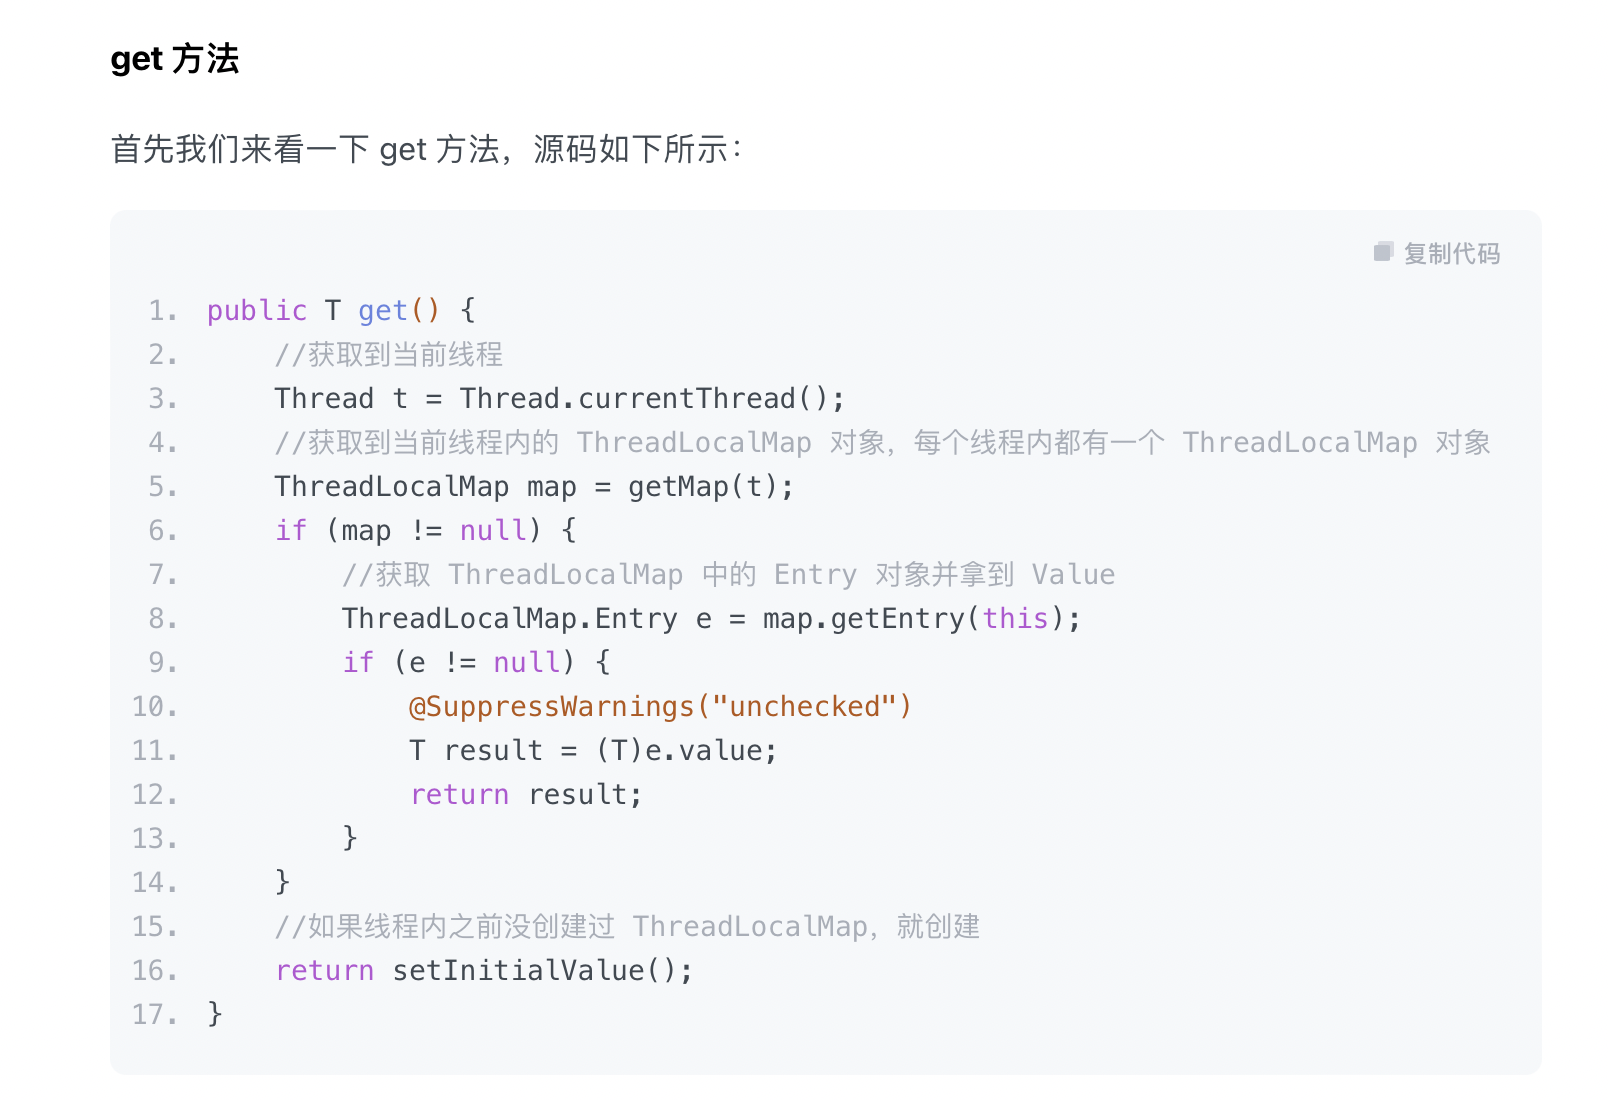 get 方法
首先我们来看一下 get 方法，源码如下所示：
复制代码
1. public T get() {
2.     //获取到当前线程
3.     Thread t = Thread.currentThread();
4.     //获取到当前线程内的 ThreadLocalMap 对象，每个线程内都有一个 ThreadLocalMap 对象
5.     ThreadLocalMap map = getMap(t);
6.     if (map != null) {
7.         //获取 ThreadLocalMap 中的 Entry 对象并拿到 Value
8.         ThreadLocalMap.Entry e = map.getEntry(this);
9.         if (e != null) {
10.             @SuppressWarnings("unchecked")
11.             T result = (T)e.value;
12.             return result;
13.         }
14.     }
15.     //如果线程内之前没创建过 ThreadLocalMap，就创建
16.     return setInitialValue();
17. }